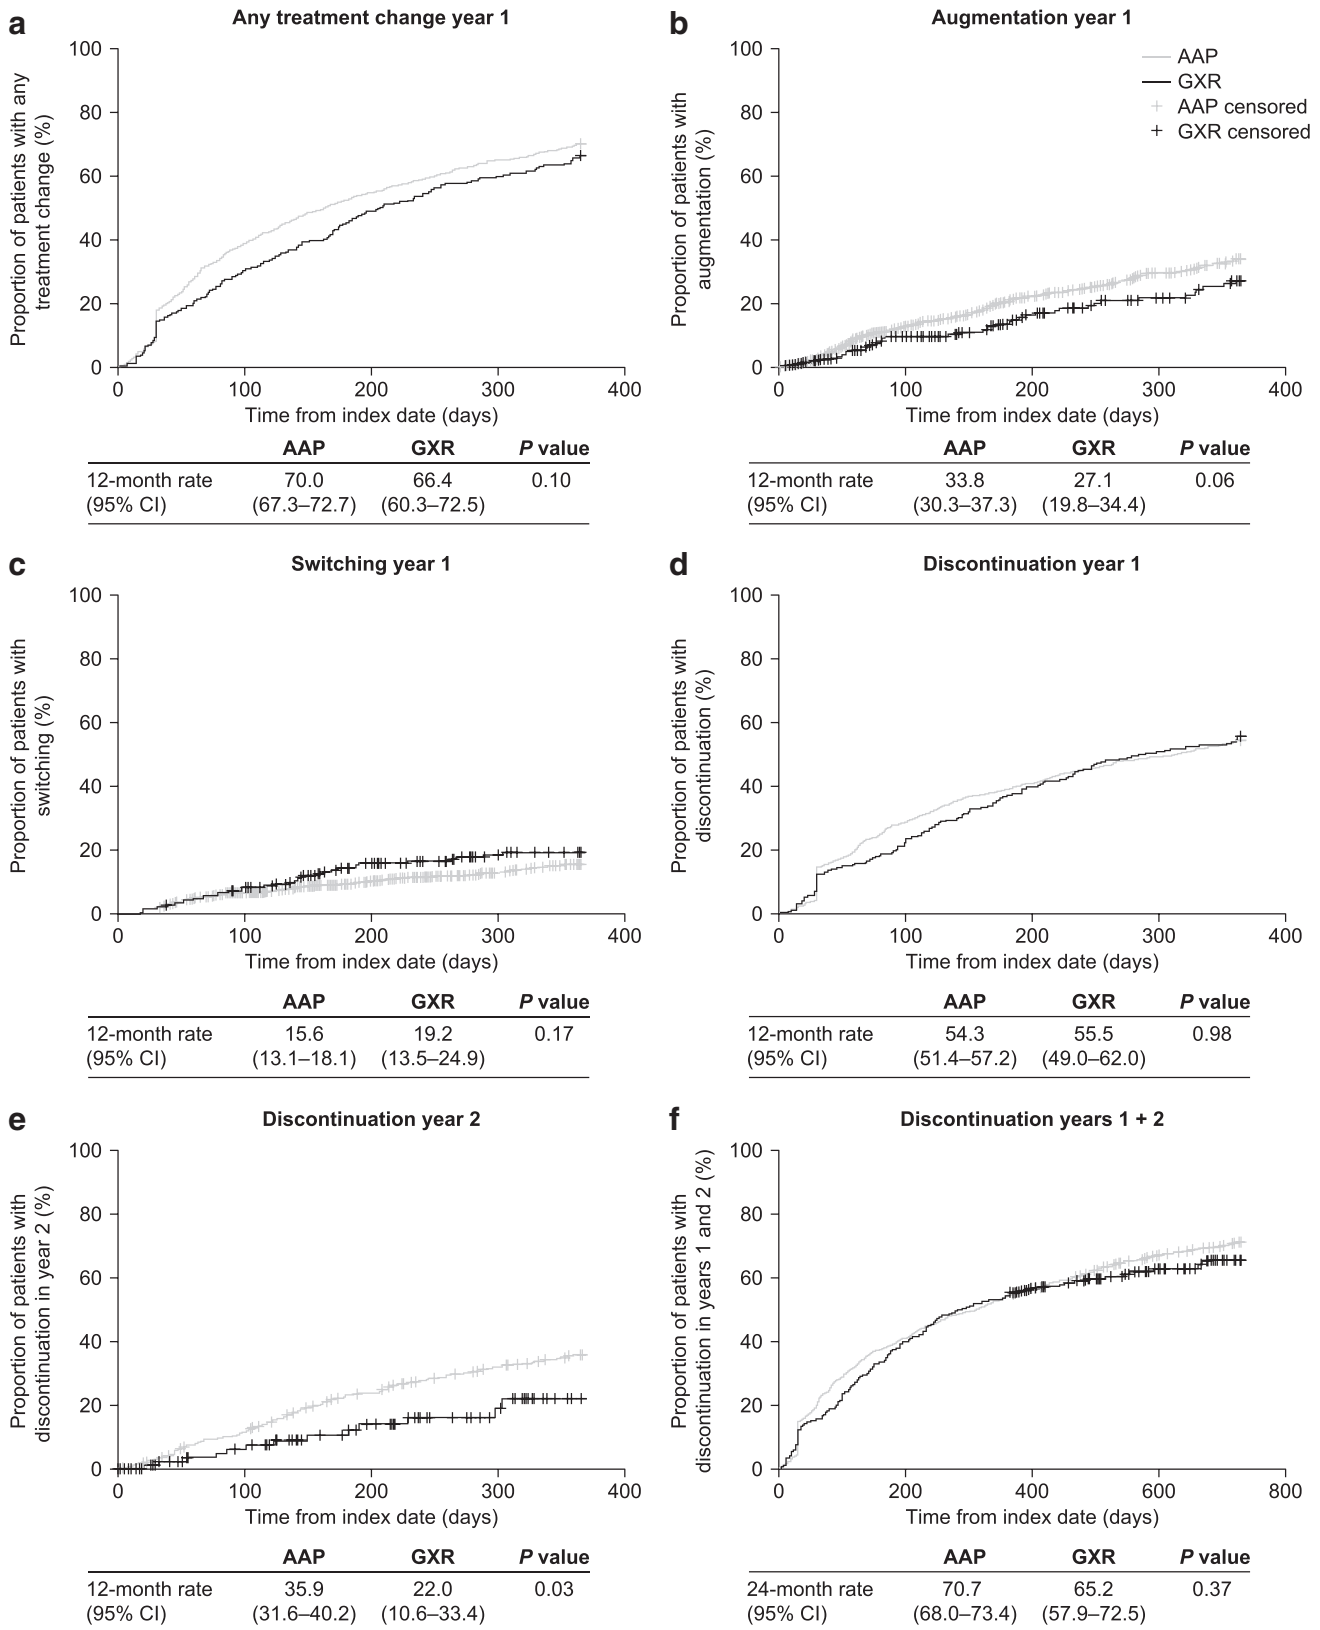 a
Any treatment change year 1
Proportion of patients with any
treatment change (%)
100
80
60
40
20
0
0 100 200 300 400
Time from index date (days)
AAP GXR P value
12-month rate 70.0 66.4 0.10
(95% CI) (67.3–72.7) (60.3–72.5)
b
Augmentation year 1
Proportion of patients with
augmentation (%)
100
80
60
40
20
0
AAP
GXR
AAP censored
GXR censored
0 100 200 300 400
Time from index date (days)
AAP GXR P value
12-month rate 33.8 27.1 0.06
(95% CI) (30.3–37.3) (19.8–34.4)
c
Switching year 1
Proportion of patients with
switching (%)
100
80
60
40
20
0
0 100 200 300 400
Time from index date (days)
AAP GXR P value
12-month rate 15.6 19.2 0.17
(95% CI) (13.1–18.1) (13.5–24.9)
d
Discontinuation year 1
Proportion of patients with
discontinuation (%)
100
80
60
40
20
0
0 100 200 300 400
Time from index date (days)
AAP GXR P value
12-month rate 54.3 55.5 0.98
(95% CI) (51.4–57.2) (49.0–62.0)
e
Discontinuation year 2
Proportion of patients with
discontinuation in year 2 (%)
100
80
60
40
20
0
0 100 200 300 400
Time from index date (days)
AAP GXR P value
12-month rate 35.9 22.0 0.03
(95% CI) (31.6–40.2) (10.6–33.4)
f
Discontinuation years 1 + 2
Proportion of patients with
discontinuation in years 1 and 2 (%)
100
80
60
40
20
0
0 200 400 600 800
Time from index date (days)
AAP GXR P value
24-month rate 70.7 65.2 0.37
(95% CI) (68.0–73.4) (57.9–72.5)